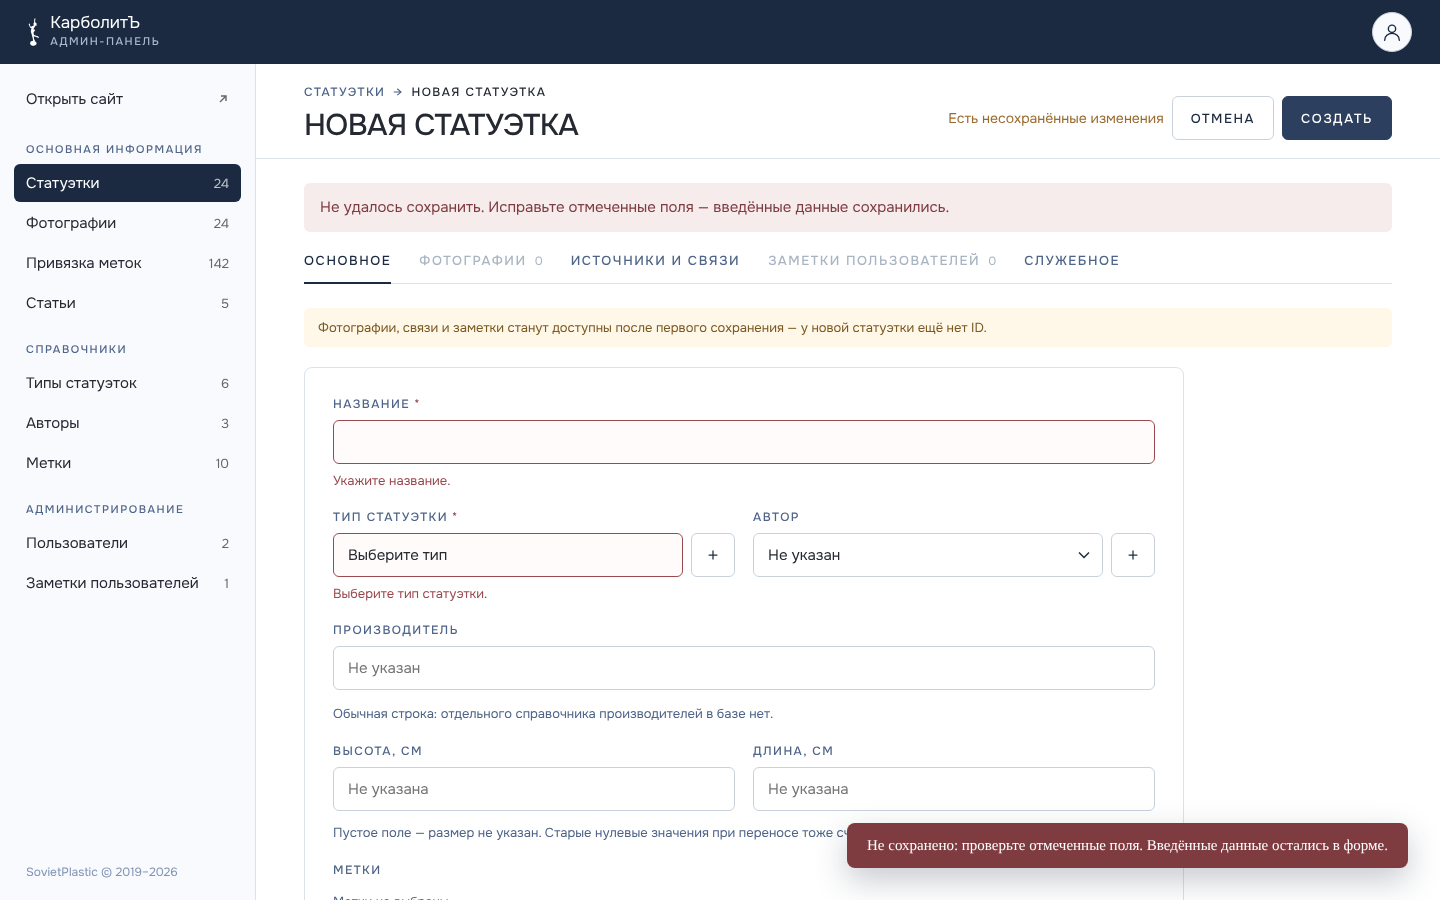 КарболитЪ
АДМИН-ПАНЕЛЬ
Открыть сайт
ОСНОВНАЯ ИНФОРМАЦИЯ
Статуэтки 24
Фотографии 24
Привязка меток 142
Статьи 5
СПРАВОЧНИКИ
Типы статуэток 6
Авторы 3
Метки 10
АДМИНИСТРИРОВАНИЕ
Пользователи 2
Заметки пользователей 1
SovietPlastic © 2019–2026
СТАТУЭТКИ → НОВАЯ СТАТУЭТКА
НОВАЯ СТАТУЭТКА
Есть несохранённые изменения
ОТМЕНА
СОЗДАТЬ
Не удалось сохранить. Исправьте отмеченные поля — введённые данные сохранились.
ОСНОВНОЕ ФОТОГРАФИИ 0 ИСТОЧНИКИ И СВЯЗИ ЗАМЕТКИ ПОЛЬЗОВАТЕЛЕЙ 0 СЛУЖЕБНОЕ
Фотографии, связи и заметки станут доступны после первого сохранения — у новой статуэтки ещё нет ID.
НАЗВАНИЕ *
Укажите название.
ТИП СТАТУЭТКИ * АВТОР
Выберите тип + Не указан +
Выберите тип статуэтки.
ПРОИЗВОДИТЕЛЬ
Не указан
Обычная строка: отдельного справочника производителей в базе нет.
ВЫСОТА, СМ ДЛИНА, СМ
Не указана Не указана
Пустое поле — размер не указан. Старые нулевые значения при переносе тоже
Не сохранено: проверьте отмеченные поля. Введённые данные остались в форме.
МЕТКИ